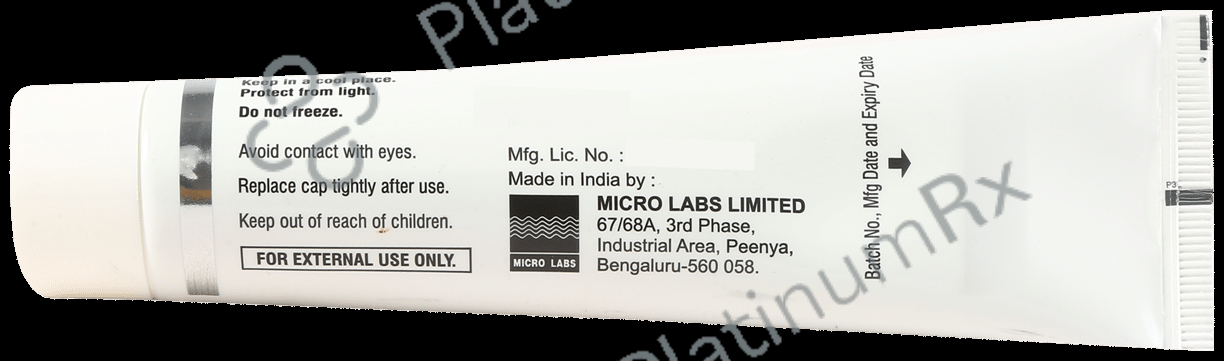 Keep in a cool place.
Protect from light.
Do not freeze.
Avoid contact with eyes.
Replace cap tightly after use.
Keep out of reach of children.
FOR EXTERNAL USE ONLY.
Mfg. Lic. No. :
Made in India by :
MICRO LABS
MICRO LABS LIMITED
67/68A, 3rd Phase,
Industrial Area, Peenya,
Bengaluru-560 058.
Batch No., Mfg Date and Expiry Date
P3
Plat
PlatinumRx